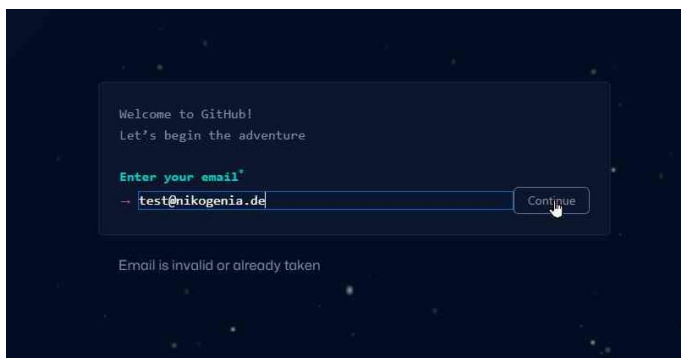 Welcome to GitHub!
Let's begin the adventure
Enter your email*
→ test@nikogenia.de
Continue
Email is invalid or already taken